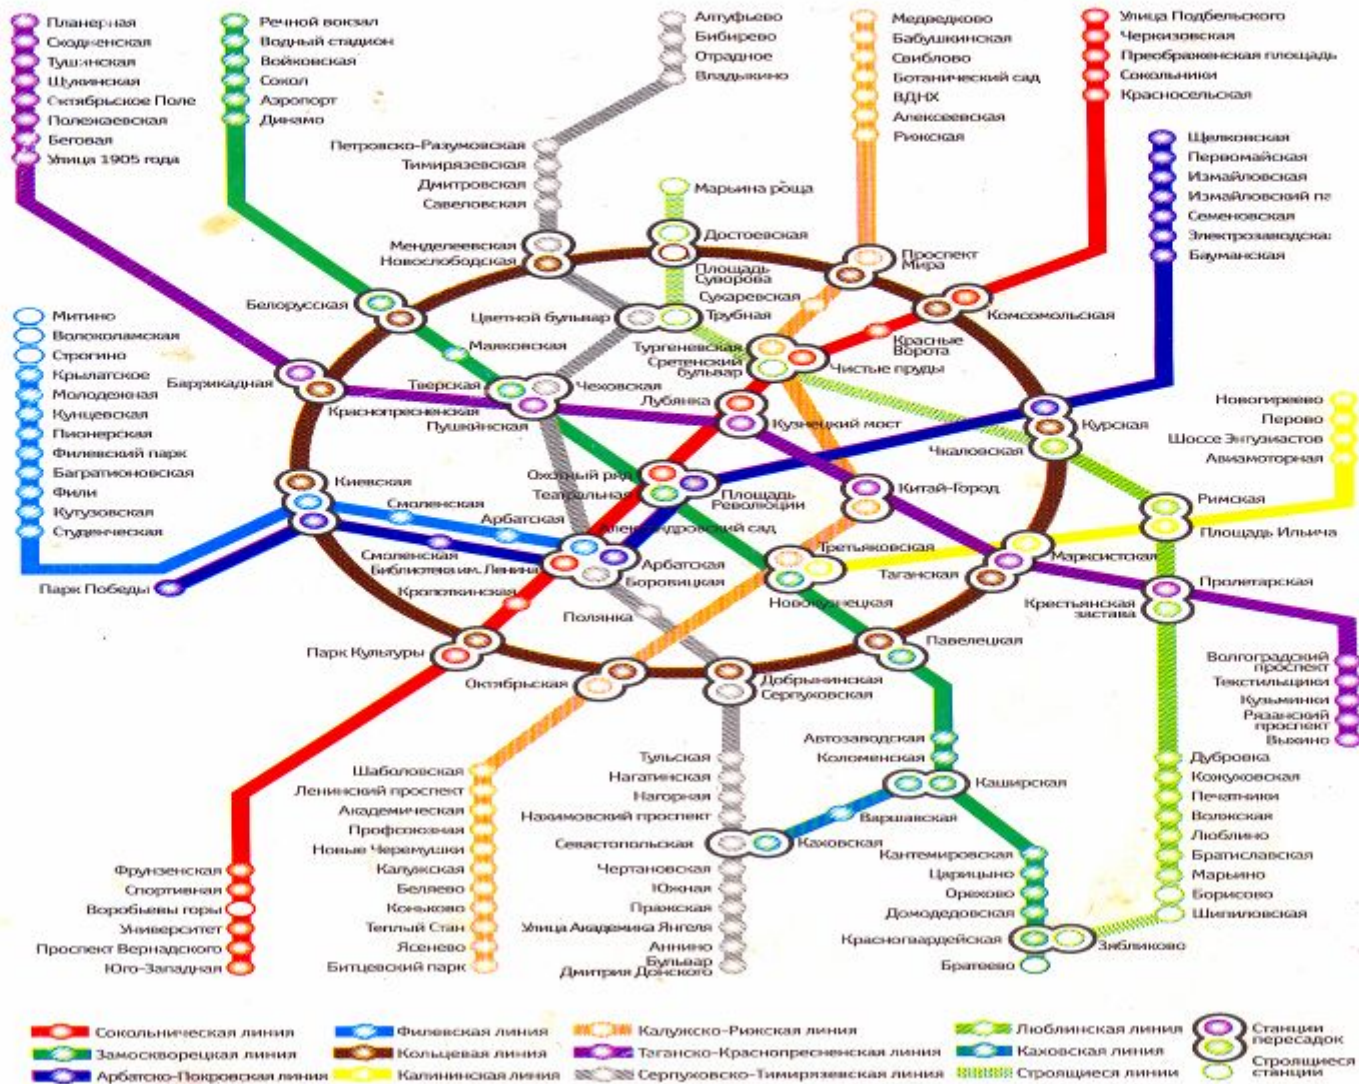 Планерная
Сходненская
Тушинская
Щукинская
Октябрьское Поле
Полежаевская
Беговая
Улица 1905 года
Речной вокзал
Водный стадион
Войковская
Сокол
Аэропорт
Динамо
Алтуфьево
Бибирево
Отрадное
Владыкино
Петровско-Разумовская
Тимирязевская
Дмитровская
Савеловская
Менделеевская
Новослободская
Марьина роща
Достоевская
Площадь
Суворова
Медведково
Бабушкинская
Свиблово
Ботанический сад
ВДНХ
Алексеевская
Рижская
Проспект
Мира
Сухаревская
Улица Подбельского
Черкизовская
Преображенная площадь
Сокольники
Красносельская
Комсомольская
Красные
Ворота
Чистые пруды
Щелковская
Первомайская
Измайловская
Измайловский па
Семеновская
Электрозаводска
Бауманская
Белорусская
Маяковская
Тверская
Цветной бульвар
Трубная
Тургеневская
Сретенский
бульвар
Чеховская
Лубянка
Кузнецкий мост
Баррикадная
Краснопресненская
Пушкинская
Митино
Волоколамская
Строгино
Крылатское
Молодежная
Кунцевская
Пионерская
Филевский парк
Багратионовская
Фили
Кутузовская
Студенческая
Парк Победы
Киевская
Смоленская
Арбатская
Александровский сад
Смоленская
Библиотека им. Ленина
Арбатская
Боровицкая
Кропоткинская
Полянка
Охотный ряд
Театральная
Площадь
Революции
Китай-Город
Третьяковская
Новокузнецкая
Курская
Чкаловская
Новогиреево
Перово
Шоссе Энтузиастов
Авиамоторная
Римская
Площадь Ильича
Марксистская
Таганская
Пролетарская
Крестьянская
застава
Волгоградский
проспект
Текстильщики
Кузьминки
Рязанский
проспект
Выхино
Парк Культуры
Октябрьская
Добрынинская
Серпуховская
Павелецкая
Автозаводская
Коломенская
Каширская
Варшавская
Каховская
Севастопольская
Кантемировская
Царицыно
Орехово
Домодедовская
Красногвардейская
Братеево
Зябликово
Дубровка
Кожуховская
Печатники
Волжская
Люблино
Братиславская
Марьино
Борисово
Шипиловская
Тульская
Нагатинская
Нагорная
Нахимовский проспект
Чертановская
Южная
Пражская
Улица Академика Янгеля
Аннино
Бульвар
Дмитрия Донского
Шаболовская
Ленинский проспект
Академическая
Профсоюзная
Новые Черемушки
Калужская
Беляево
Коньково
Теплый Стан
Ясенево
Битцевский парк
Фрунзенская
Спортивная
Воробьевы горы
Университет
Проспект Вернадского
Юго-Западная
Сокольническая линия
Замоскворецкая линия
Арбатско-Покровская линия
Филевская линия
Кольцевая линия
Калининская линия
Калужско-Рижская линия
Таганско-Краснопресненская линия
Серпуховско-Тимирязевская линия
Люблинская линия
Каховская линия
Строящиеся линии
Станции
пересадок
Строящиеся
станции